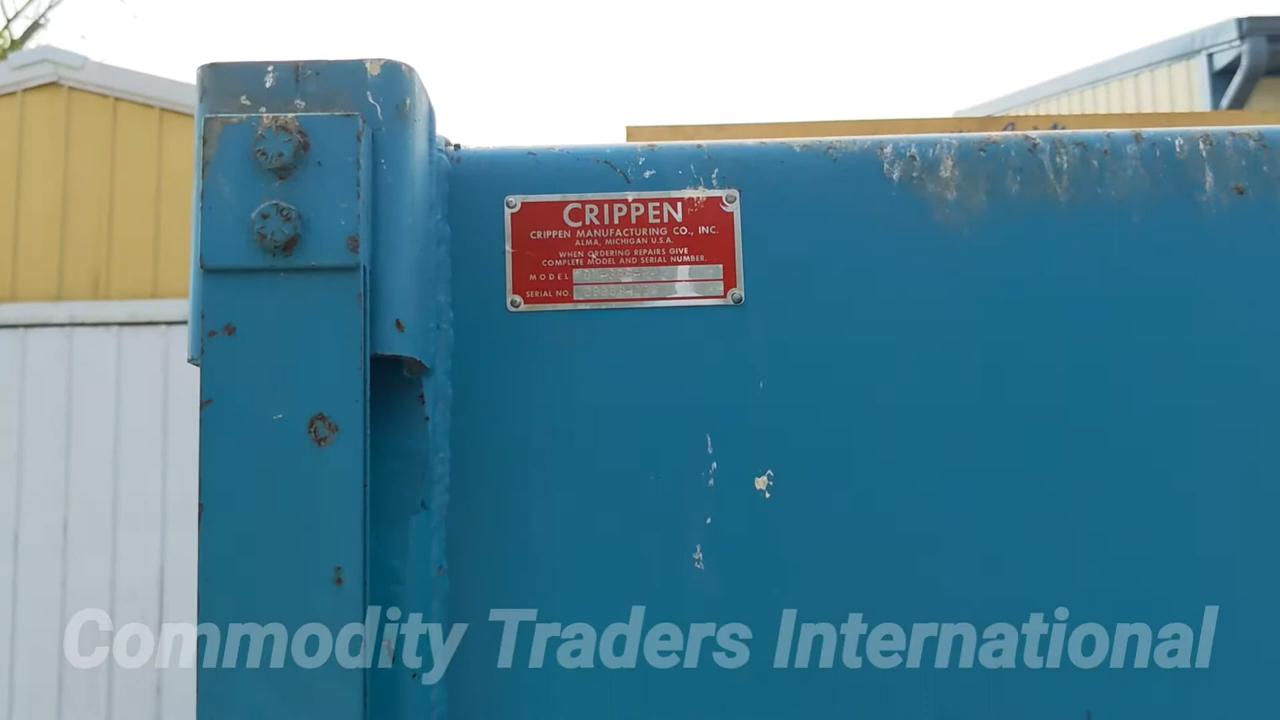 CRIPPEN
CRIPPEN MANUFACTURING CO., INC.
ALMA, MICHIGAN U.S.A.
WHEN ORDERING REPAIRS GIVE
COMPLETE MODEL AND SERIAL NUMBER.
MODEL
SERIAL NO.
Commodity Traders International